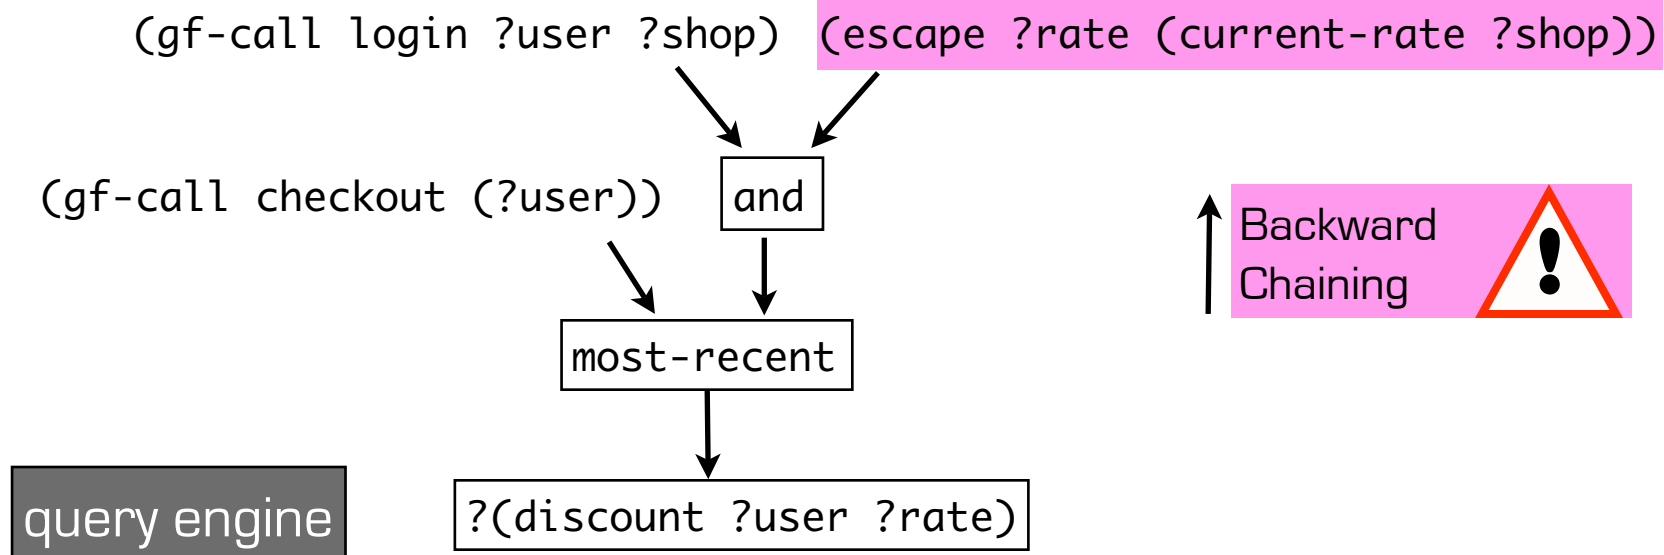 (gf-call login ?user ?shop) (escape ?rate (current-rate ?shop))
(gf-call checkout (?user))
and
Backward
Chaining
!
most-recent
query engine
?(discount ?user ?rate)